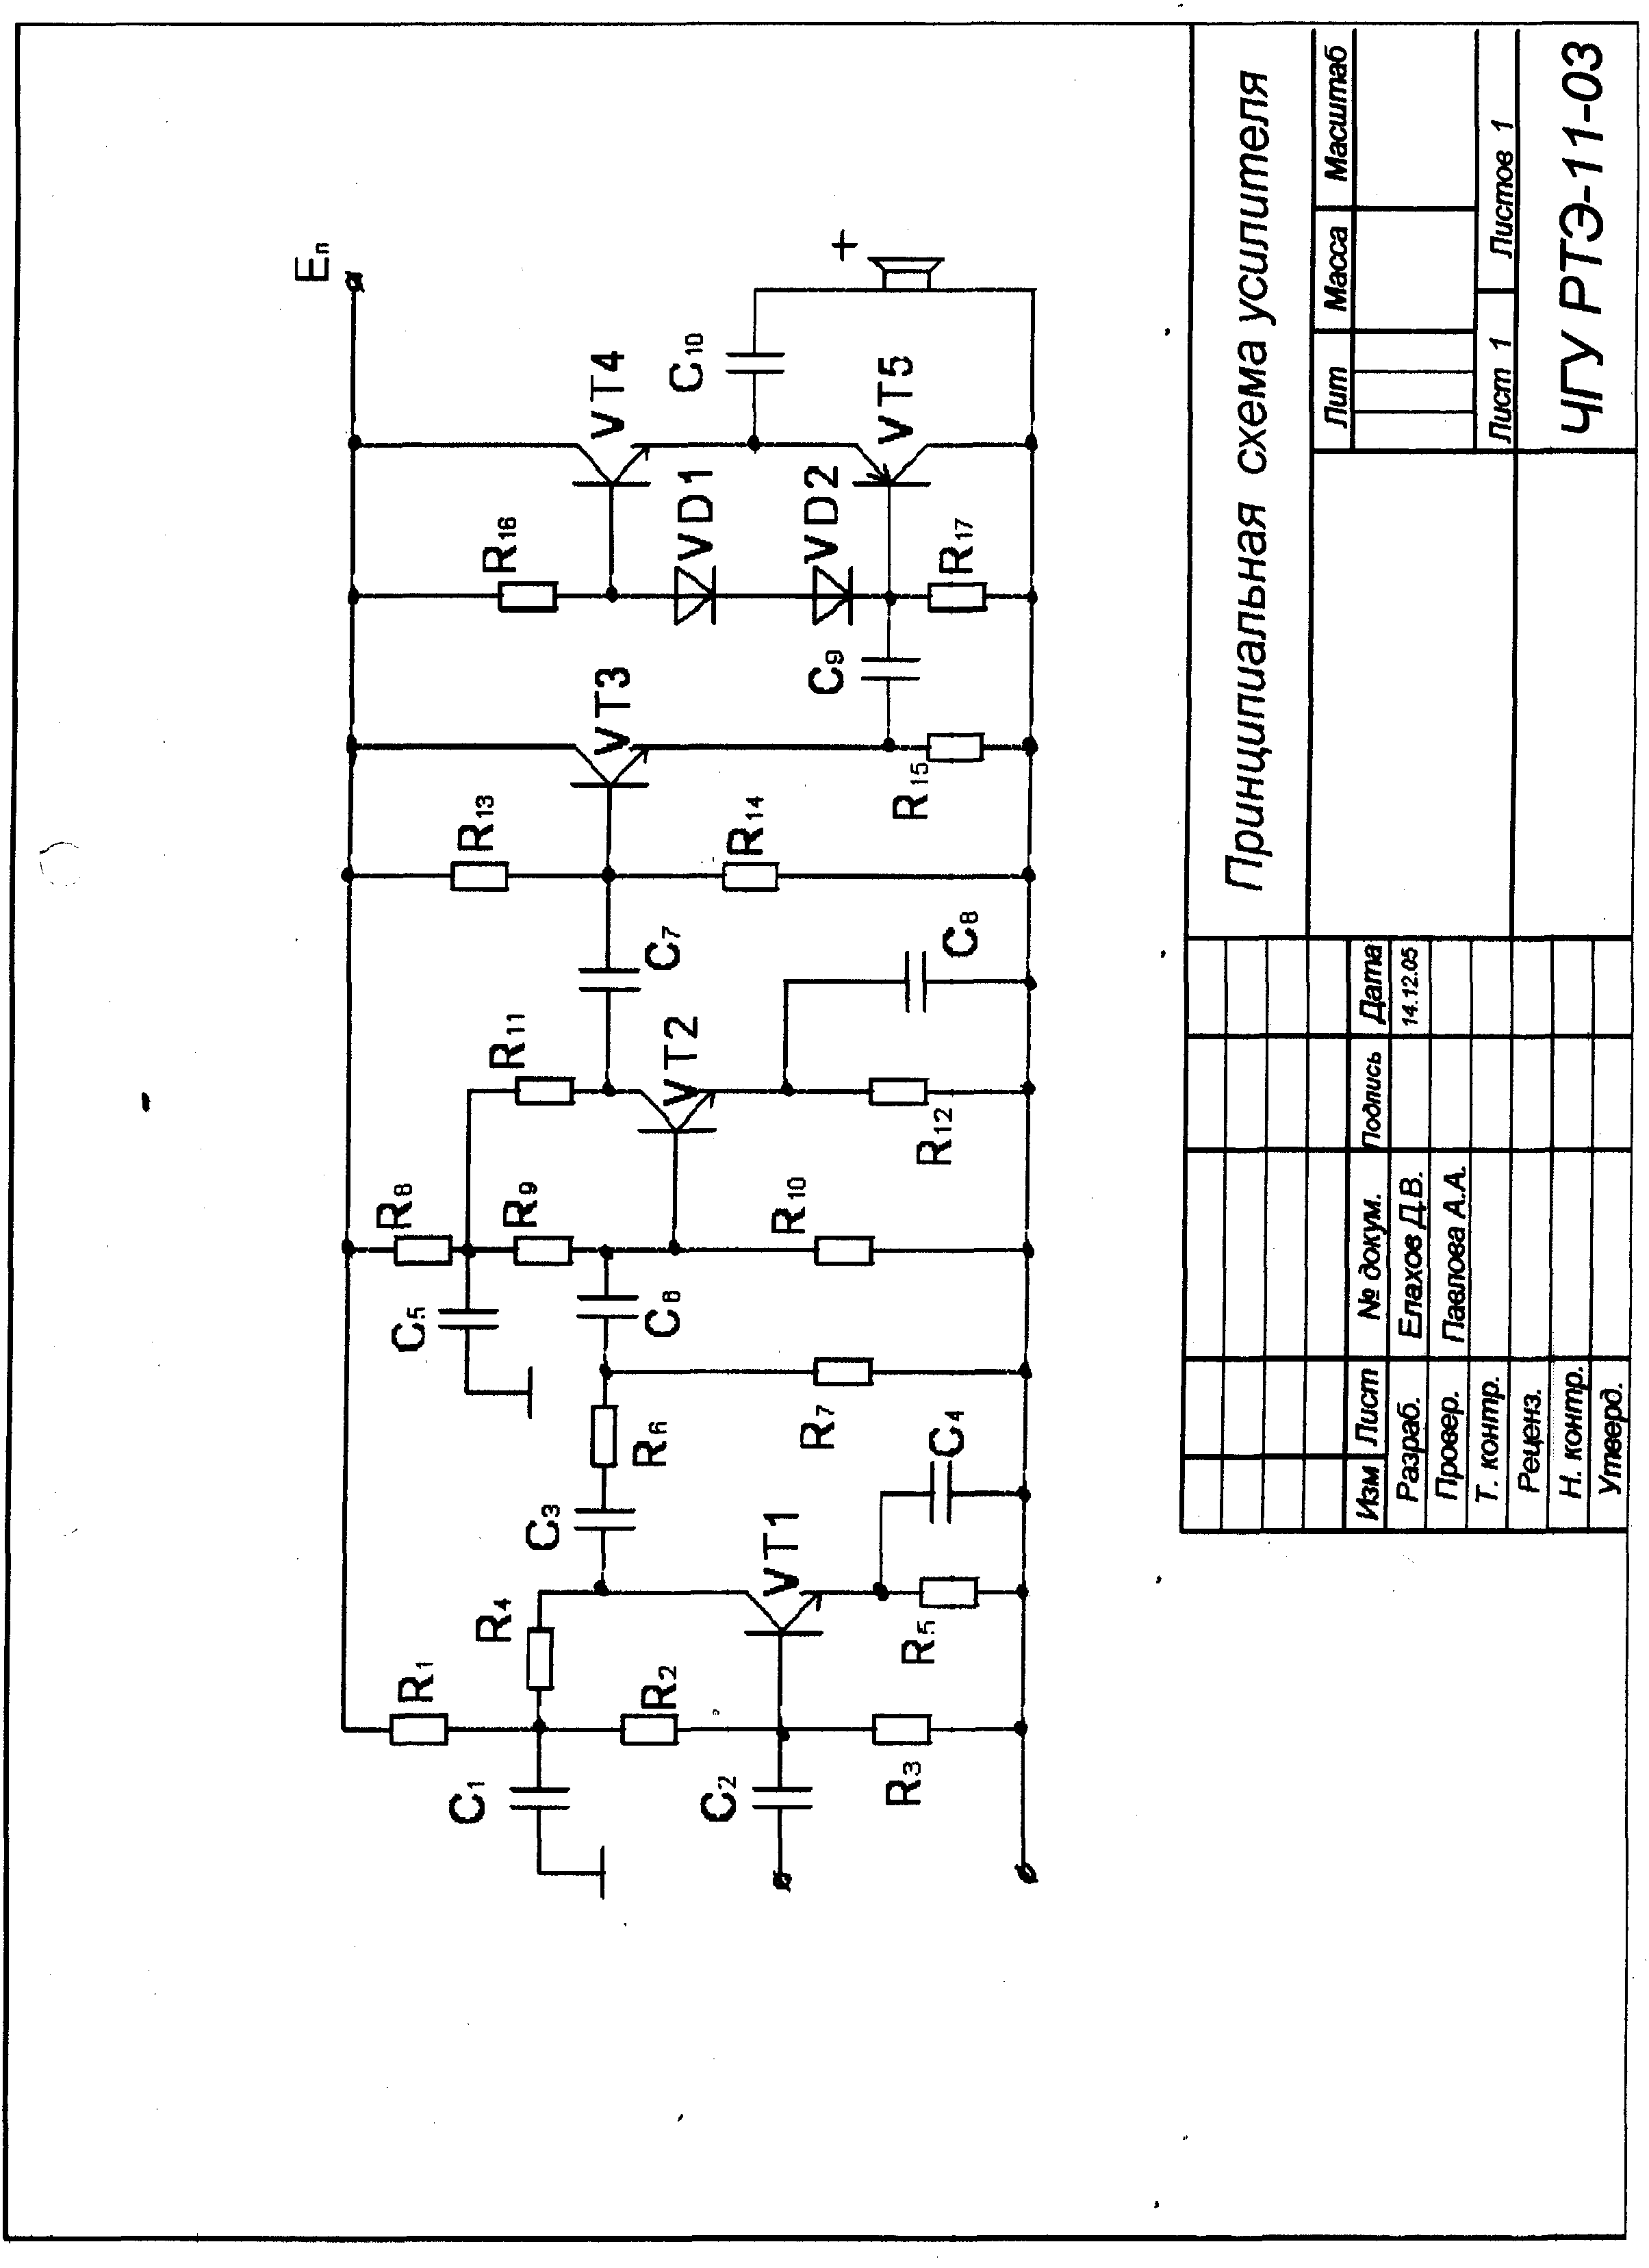 Eп
R1
R4
C1
R2
C2
R3
VT1
R5
C4
C3
R6
R7
C5
R8
R9
C6
R10
R11
VT2
R12
C8
C7
R13
R14
VT3
R15
C9
R16
VD1
VD2
R17
VT4
VT5
C10
+
Принципиальная схема усилителя
Изм Лист № докум. Подпись Дата
Разраб. Елахов Д.В. 14.12.05
Провер. Павлова А.А.
Т. контр.
Реценз.
Н. контр.
Утверд.
Лит Масса Масштаб
Лист 1 Листов 1
ЧГУ РТЭ-11-03